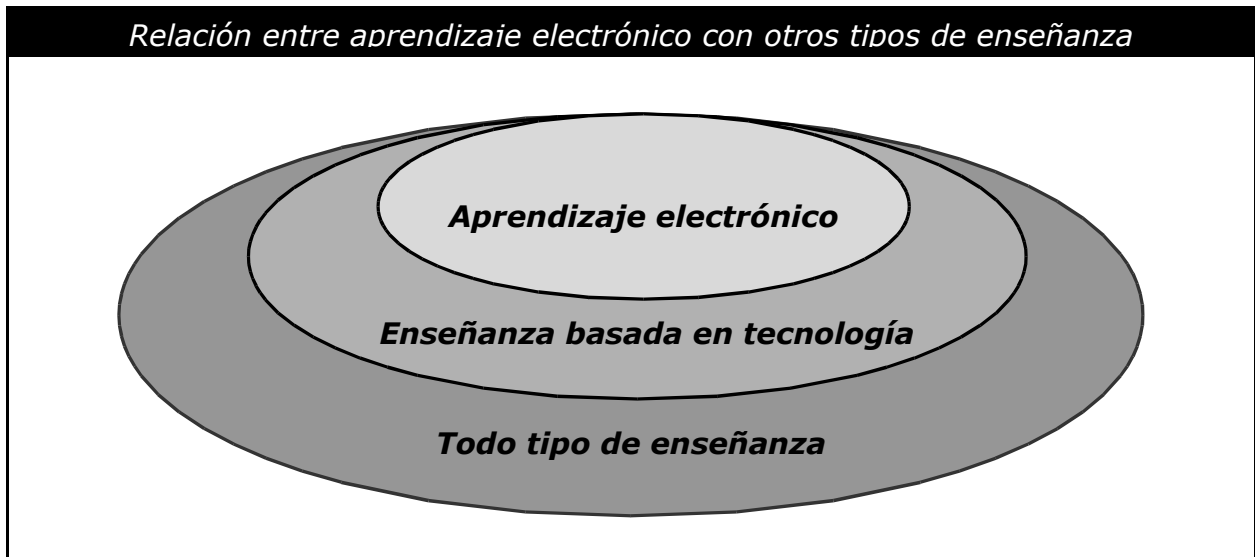 Relación entre aprendizaje electrónico con otros tipos de enseñanza
Aprendizaje electrónico
Enseñanza basada en tecnología
Todo tipo de enseñanza